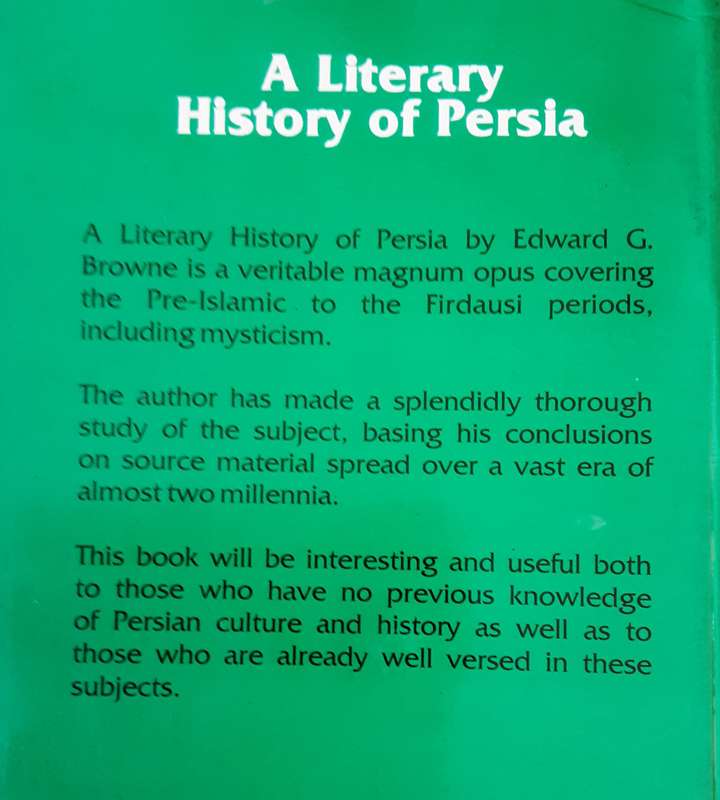 A Literary
History of Persia
A Literary History of Persia by Edward G.
Browne is a veritable magnum opus covering
the Pre-Islamic to the Firdausi periods,
including mysticism.
The author has made a splendidly thorough
study of the subject, basing his conclusions
on source material spread over a vast era of
almost two millennia.
This book will be interesting and useful both
to those who have no previous knowledge
of Persian culture and history as well as to
those who are already well versed in these
subjects.